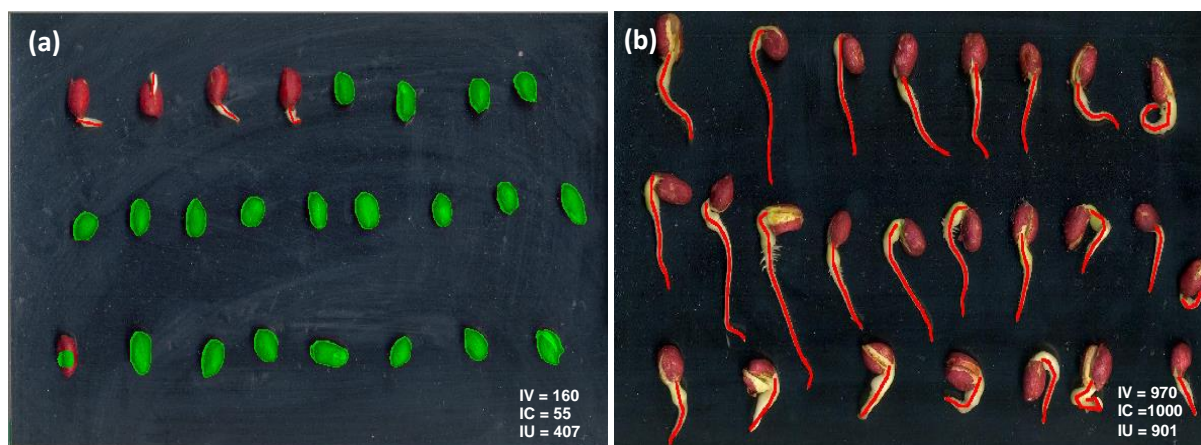 (a)
IV = 160
IC = 55
IU = 407
(b)
IV = 970
IC =1000
IU = 901